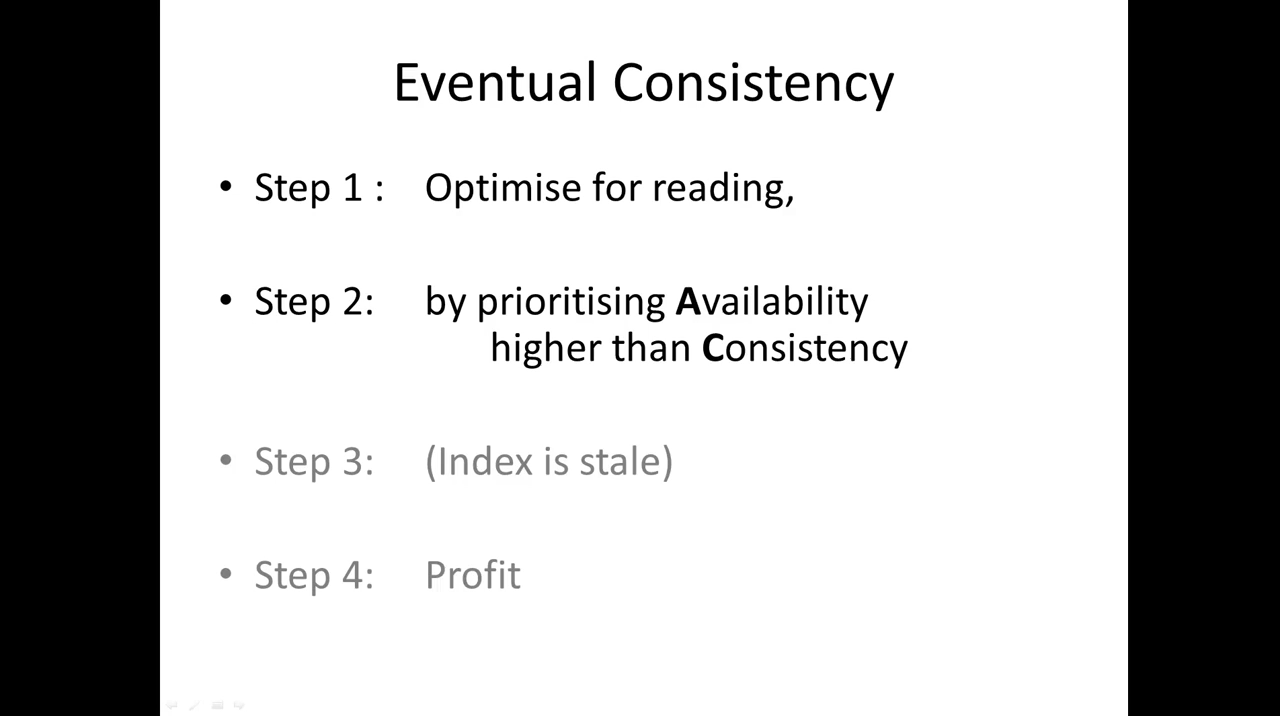 Eventual Consistency
• Step 1 : Optimise for reading,
• Step 2: by prioritising Availability
higher than Consistency
• Step 3: (Index is stale)
• Step 4: Profit